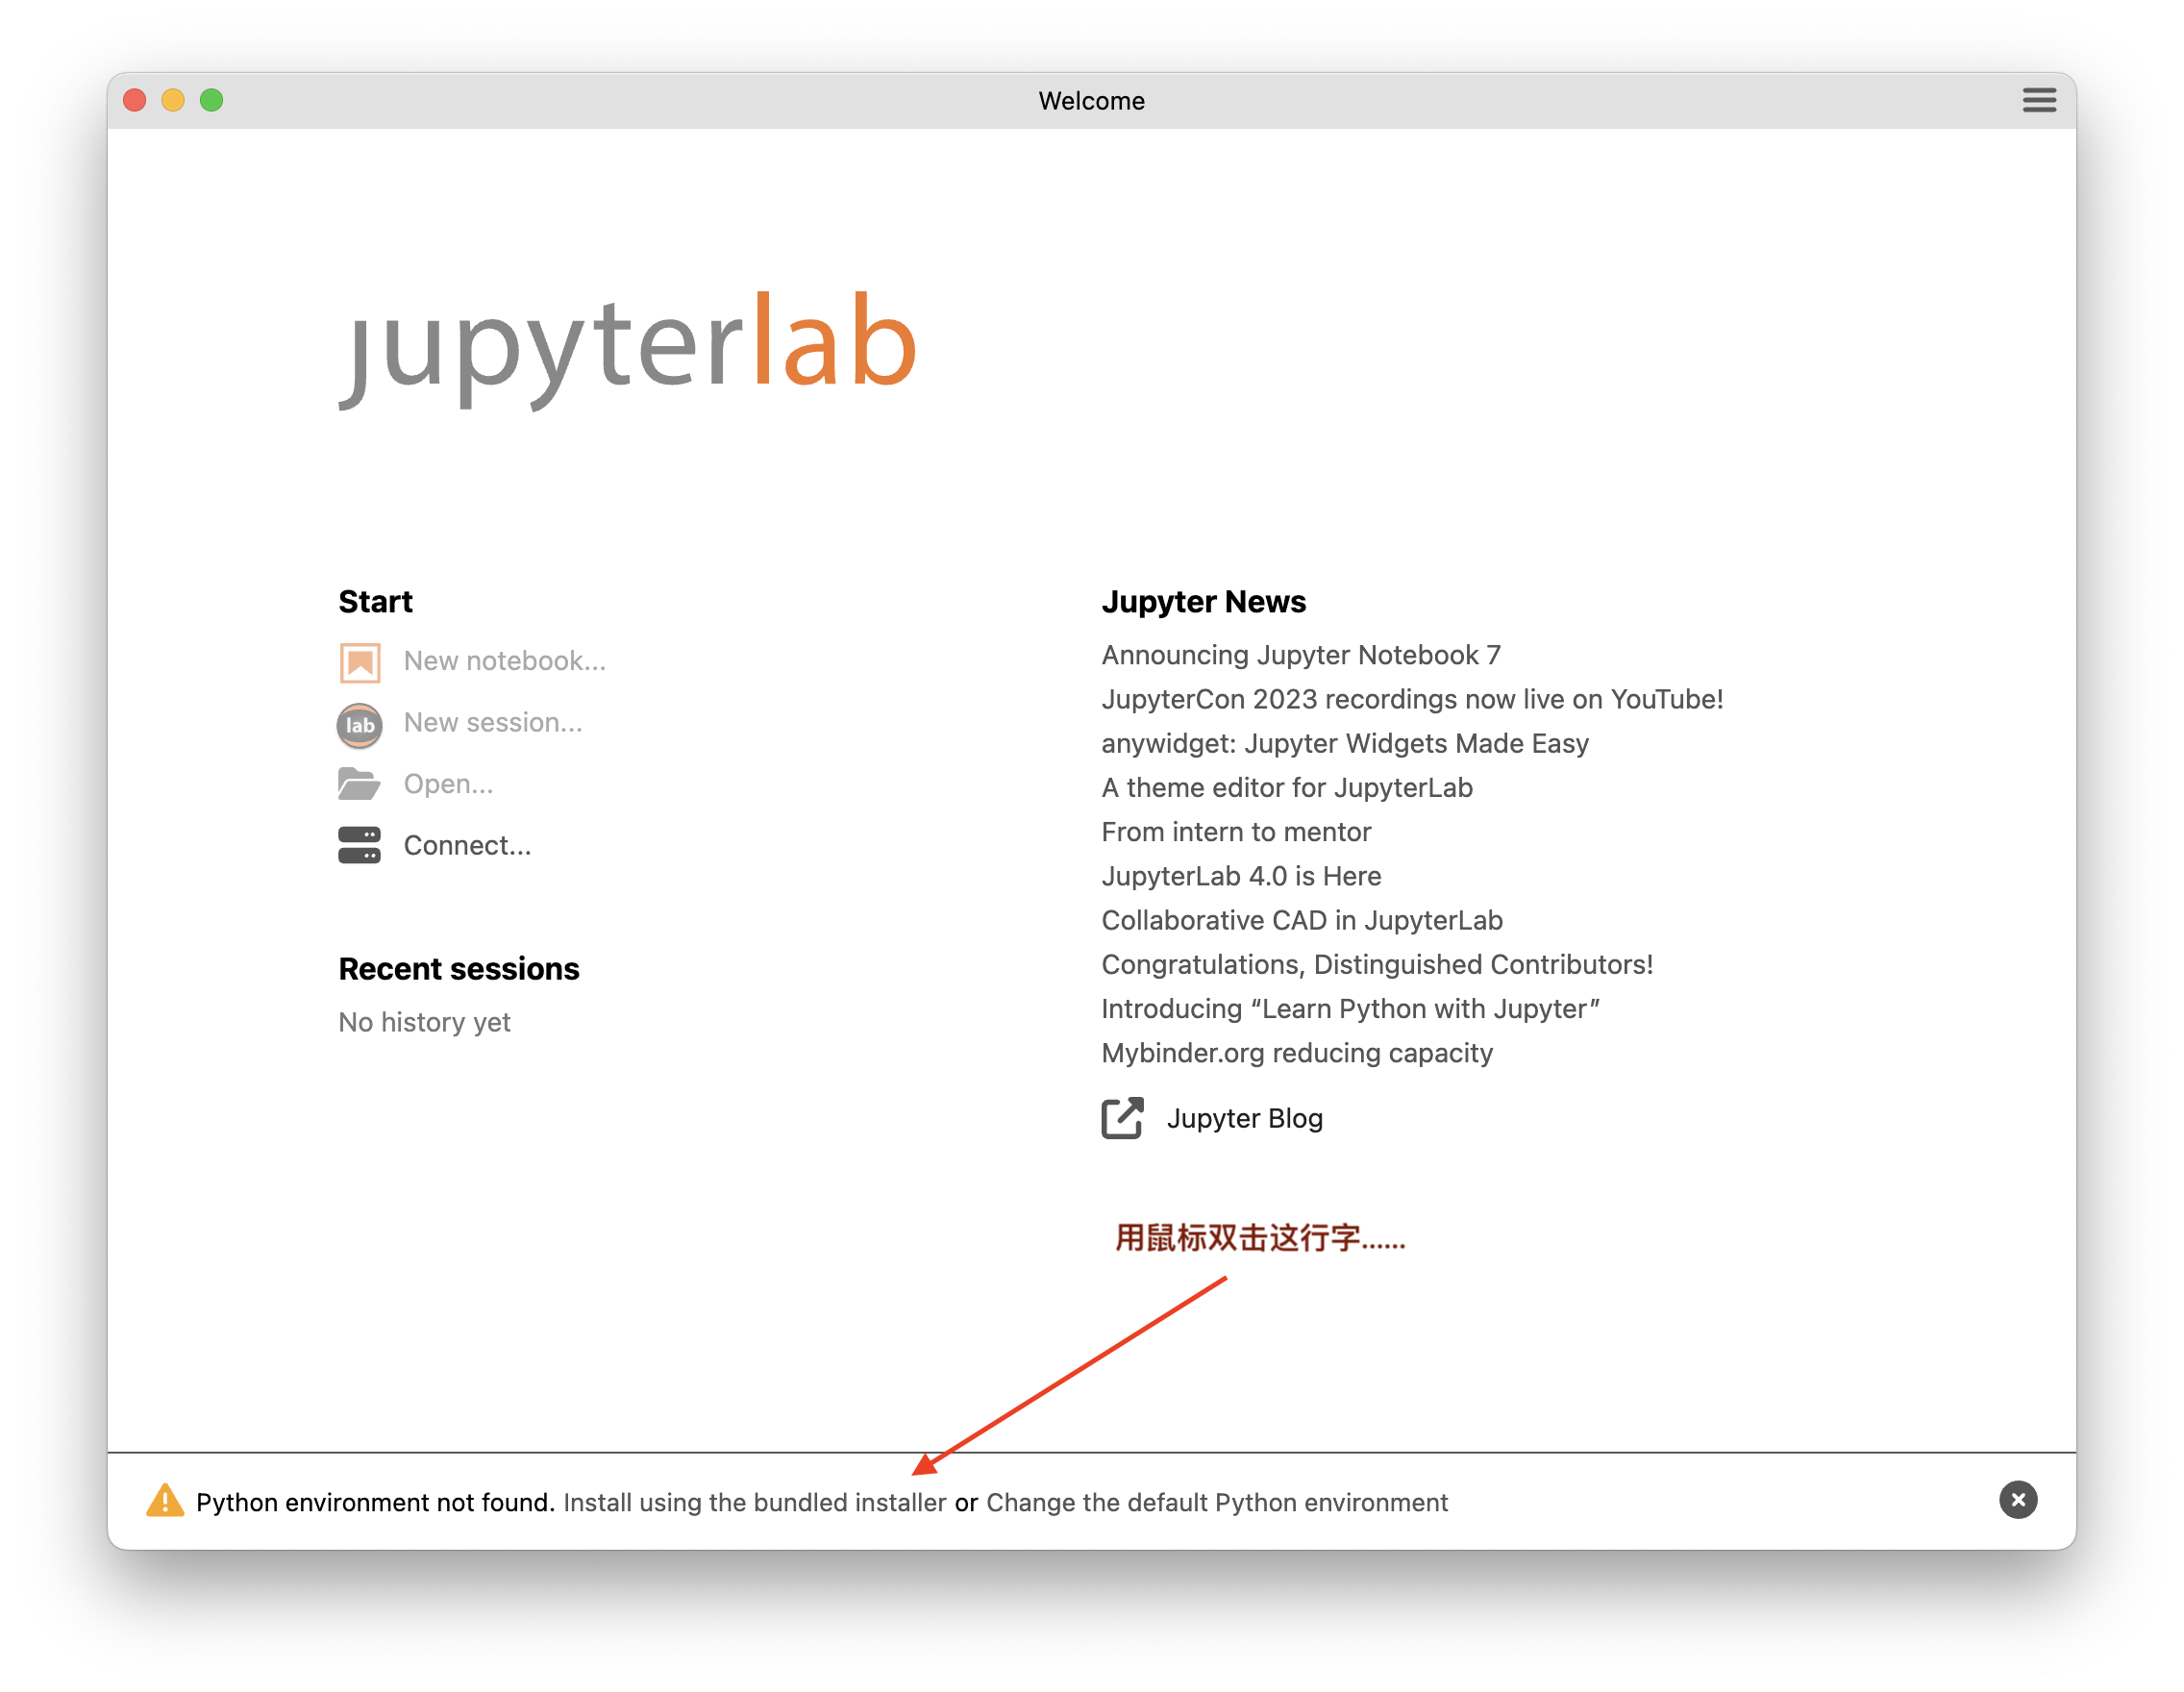 Welcome
jupyterlab
Start
New notebook...
lab
New session...
Open...
Connect...
Recent sessions
No history yet
Jupyter News
Announcing Jupyter Notebook 7
JupyterCon 2023 recordings now live on YouTube!
anywidget: Jupyter Widgets Made Easy
A theme editor for JupyterLab
From intern to mentor
JupyterLab 4.0 is Here
Collaborative CAD in JupyterLab
Congratulations, Distinguished Contributors!
Introducing “Learn Python with Jupyter”
Mybinder.org reducing capacity
Jupyter Blog
用鼠标双击这行字......
Python environment not found. Install using the bundled installer or Change the default Python environment